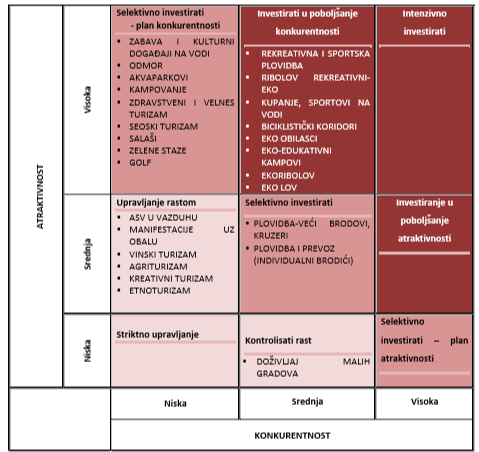 ATRAKTIVNOST
Visoka
Selektivno investirati
- plan konkurentnosti
• ZABAVA I KULTURNI
DOGAĐAJI NA VODI
• ODMOR
• AKVAPARKOVI
• KAMPOVANJE
• ZDRAVSTVENI I VELNES
TURIZAM
• SEOSKI TURIZAM
• SALAŠI
• ZELENE STAZE
• GOLF
Investirati u poboljšanje
konkurentnosti
• REKREATIVNA I SPORTSKA
PLOVIDBA
• RIBOLOV REKREATIVNI-
EKO
• KUPANJE, SPORTOVI NA
VODI
• BICIKLISTIČKI KORIDORI
• EKO OBILASCI
• EKO-EDUKATIVNI
KAMPOVI
• EKORIBOLOV
• EKO LOV
Intenzivno
investirati
Srednja
Upravljanje rastom
• ASV U VAZDUHU
• MANIFESTACIJE UZ
OBALU
• VINSKI TURIZAM
• AGRITURIZAM
• KREATIVNI TURIZAM
• ETNOTURIZAM
Selektivno investirati
• PLOVIDBA-VEĆI BRODOVI,
KRUZERI
• PLOVIDBA I PREVOZ
(INDIVIDUALNI BRODIĆI)
Investiranje u
poboljšanje
atraktivnosti
Niska
Striktno upravljanje
Kontrolisati rast
• DOŽIVLJAJ MALIH
GRADOVA
Selektivno
investirati – plan
atraktivnosti
Niska
Srednja
Visoka
KONKURENTNOST